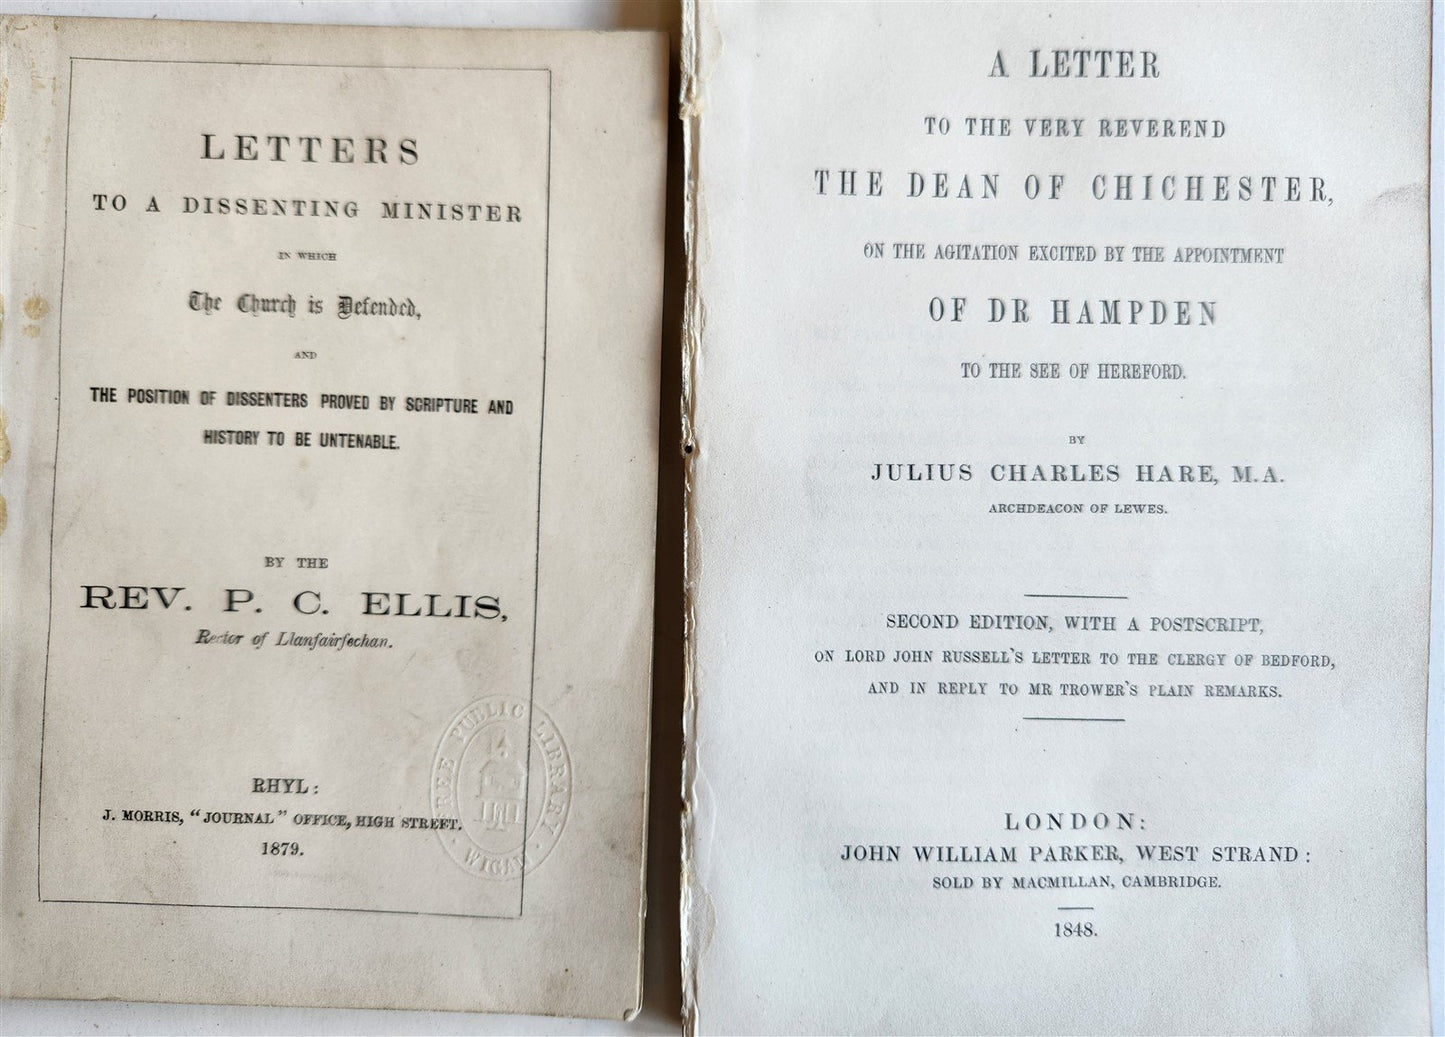 LETTERS
TO A DISSENTING MINISTER
IN WHICH
The Church is Defended,
AND
THE POSITION OF DISSENTERS PROVED BY SCRIPTURE AND
HISTORY TO BE UNTENABLE.
BY THE
REV. P. C. ELLIS,
Rector of Llanfairfechan.
RHYL:
J. MORRIS, "JOURNAL" OFFICE, HIGH STREET.
1879.
FREE PUBLIC LIBRARY
WIGAN
A LETTER
TO THE VERY REVEREND
THE DEAN OF CHICHESTER,
ON THE AGITATION EXCITED BY THE APPOINTMENT
OF DR HAMPDEN
TO THE SEE OF HEREFORD.
BY
JULIUS CHARLES HARE, M.A.
ARCHDEACON OF LEWES.
SECOND EDITION, WITH A POSTSCRIPT,
ON LORD JOHN RUSSELL'S LETTER TO THE CLERGY OF BEDFORD,
AND IN REPLY TO MR TROWER'S PLAIN REMARKS.
LONDON:
JOHN WILLIAM PARKER, WEST STRAND:
SOLD BY MACMILLAN, CAMBRIDGE.
1848.